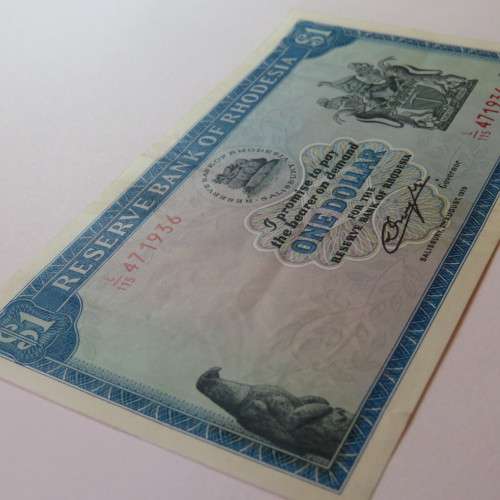 RESERVE BANK OF RHODESIA
$1
$1
L/115 471936
L/115 471936
I promise to pay
the bearer on demand
ONE DOLLAR
FOR THE
RESERVE BANK OF RHODESIA
Governor
SALISBURY
AUGUST